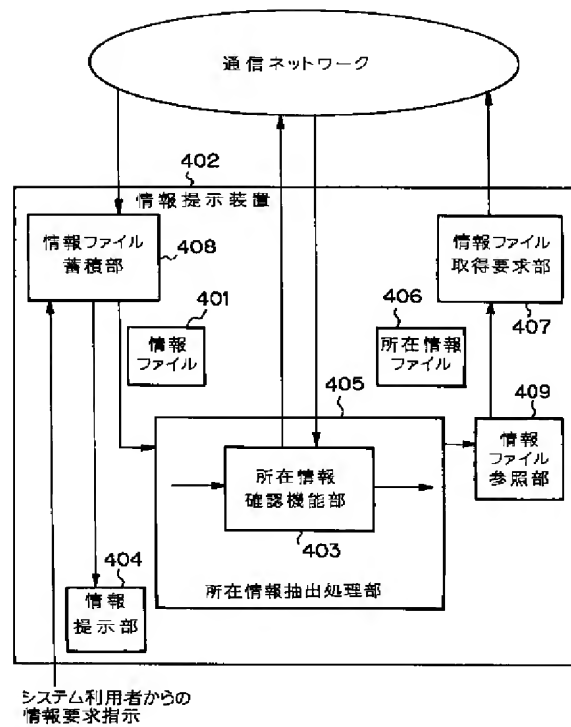 通信ネットワーク
402
情報提示装置
情報ファイル
蓄積部
408
情報ファイル
取得要求部
407
401
情報
ファイル
406
所在情報
ファイル
405
409
情報
ファイル
参照部
所在情報
確認機能部
403
所在情報抽出処理部
404
情報
提示部
システム利用者からの
情報要求指示